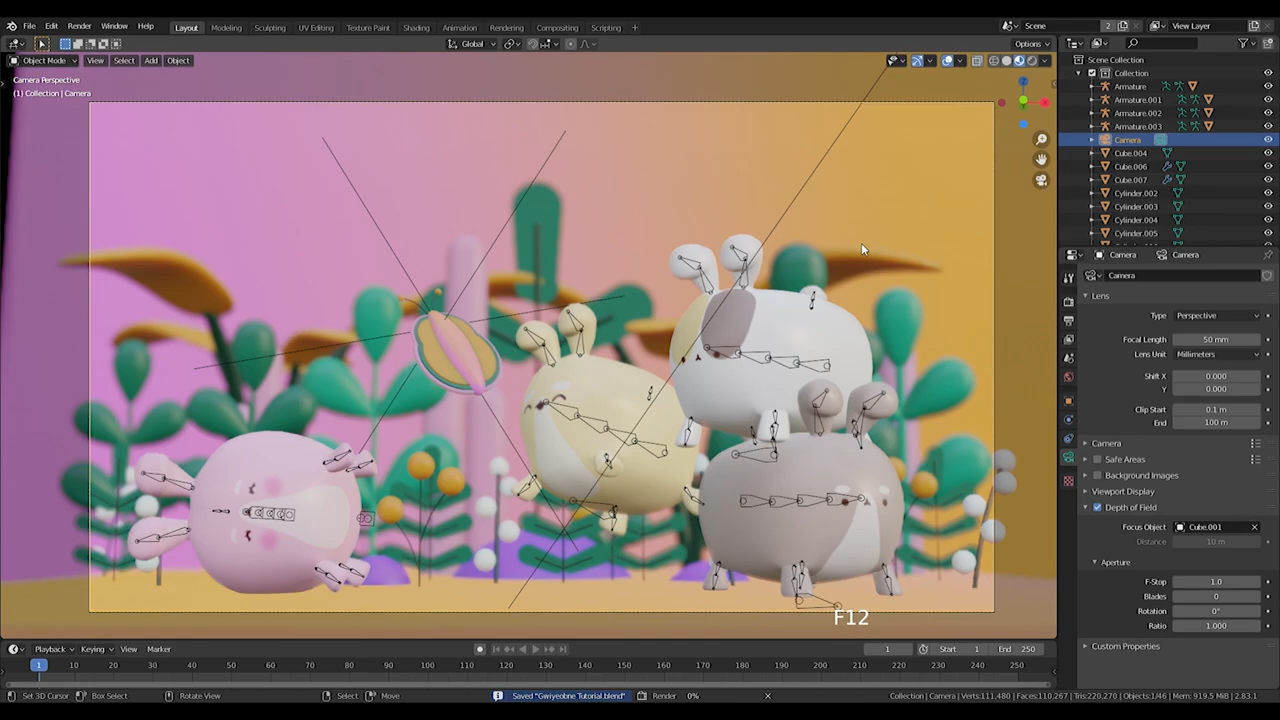 File Edit Render Window Help Layout Modeling Sculpting UV Editing Texture Paint Shading Animation Rendering Compositing Scripting + Scene 2 View Layer
Global Options
Object Mode View Select Add Object
Camera Perspective
(1) Collection | Camera
Scene Collection
Collection
Armature
Armature.001
Armature.002
Armature.003
Camera
Cube.004
Cube.006
Cube.007
Cylinder.002
Cylinder.003
Cylinder.004
Cylinder.005
Camera Camera
Camera
Lens
Type Perspective
Focal Length 50 mm
Lens Unit Millimeters
Shift X 0.000
Y 0.000
Clip Start 0.1 m
End 100 m
Camera
Safe Areas
Background Images
Viewport Display
Depth of Field
Focus Object Cube.001
Distance 10 m
Aperture
F-Stop 1.0
Blades 0
Rotation 0°
Ratio 1.000
Custom Properties
F12
Playback Keying View Marker 1 Start 1 End 250
1 10 20 30 40 50 60 70 80 90 100 110 120 130 140 150 160 170 180 190 200 210 220 230 240 250
Set 3D Cursor Box Select Rotate View Select Move Saved "Gwiyeobne Tutorial.blend" Render 0% Collection | Camera | Verts:111,480 | Faces:110,267 | Tris:220,270 | Objects:1/46 | Mem: 919.5 MiB | 2.83.1